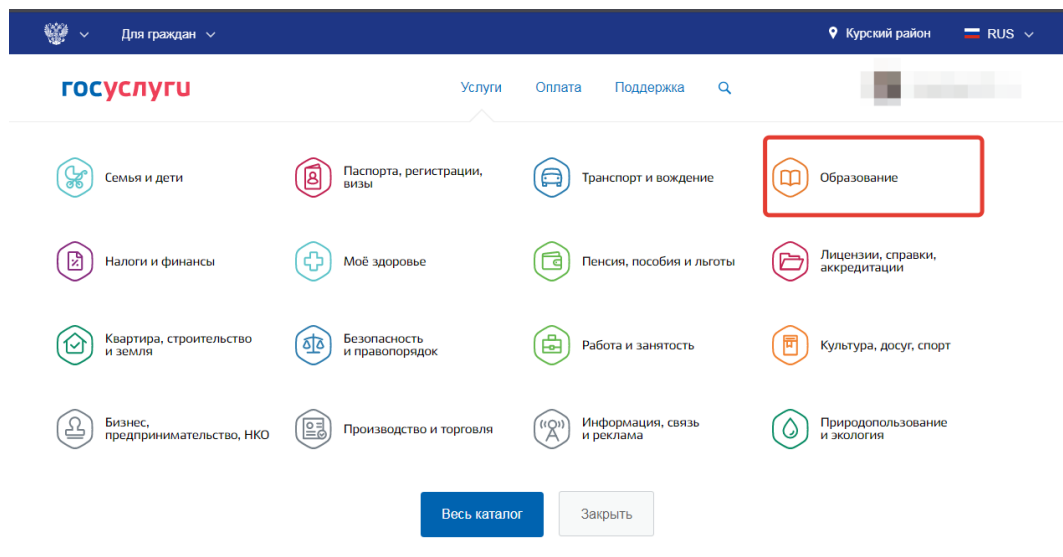 Для граждан
Курский район
RUS
госуслуги
Услуги
Оплата
Поддержка
Семья и дети
Паспорта, регистрации,
визы
Транспорт и вождение
Образование
Налоги и финансы
Моё здоровье
Пенсия, пособия и льготы
Лицензии, справки,
аккредитации
Квартира, строительство
и земля
Безопасность
и правопорядок
Работа и занятость
Культура, досуг, спорт
Бизнес,
предпринимательство, НКО
Производство и торговля
Информация, связь
и реклама
Природопользование
и экология
Весь каталог
Закрыть